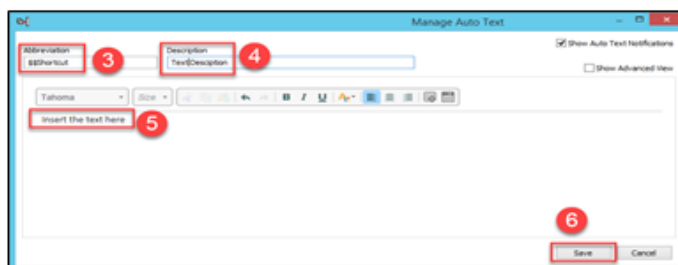 Manage Auto Text
Abbreviation
3
Description
4
Show Auto Text Notifications
$$Shortcut
Text Desciption
Show Advanced View
Tahoma
Size
B I U
Insert the text here
5
6
Save
Cancel